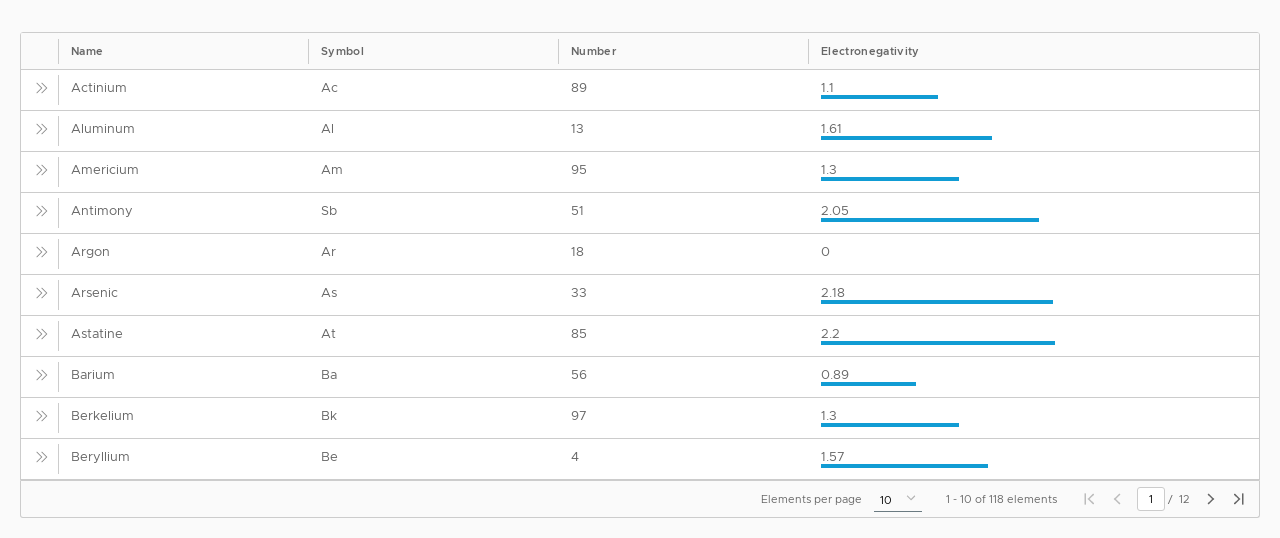 Name Symbol Number Electronegativity
Actinium Ac 89 1.1
Aluminum Al 13 1.61
Americium Am 95 1.3
Antimony Sb 51 2.05
Argon Ar 18 0
Arsenic As 33 2.18
Astatine At 85 2.2
Barium Ba 56 0.89
Berkelium Bk 97 1.3
Beryllium Be 4 1.57
Elements per page 10 1 - 10 of 118 elements 1 / 12